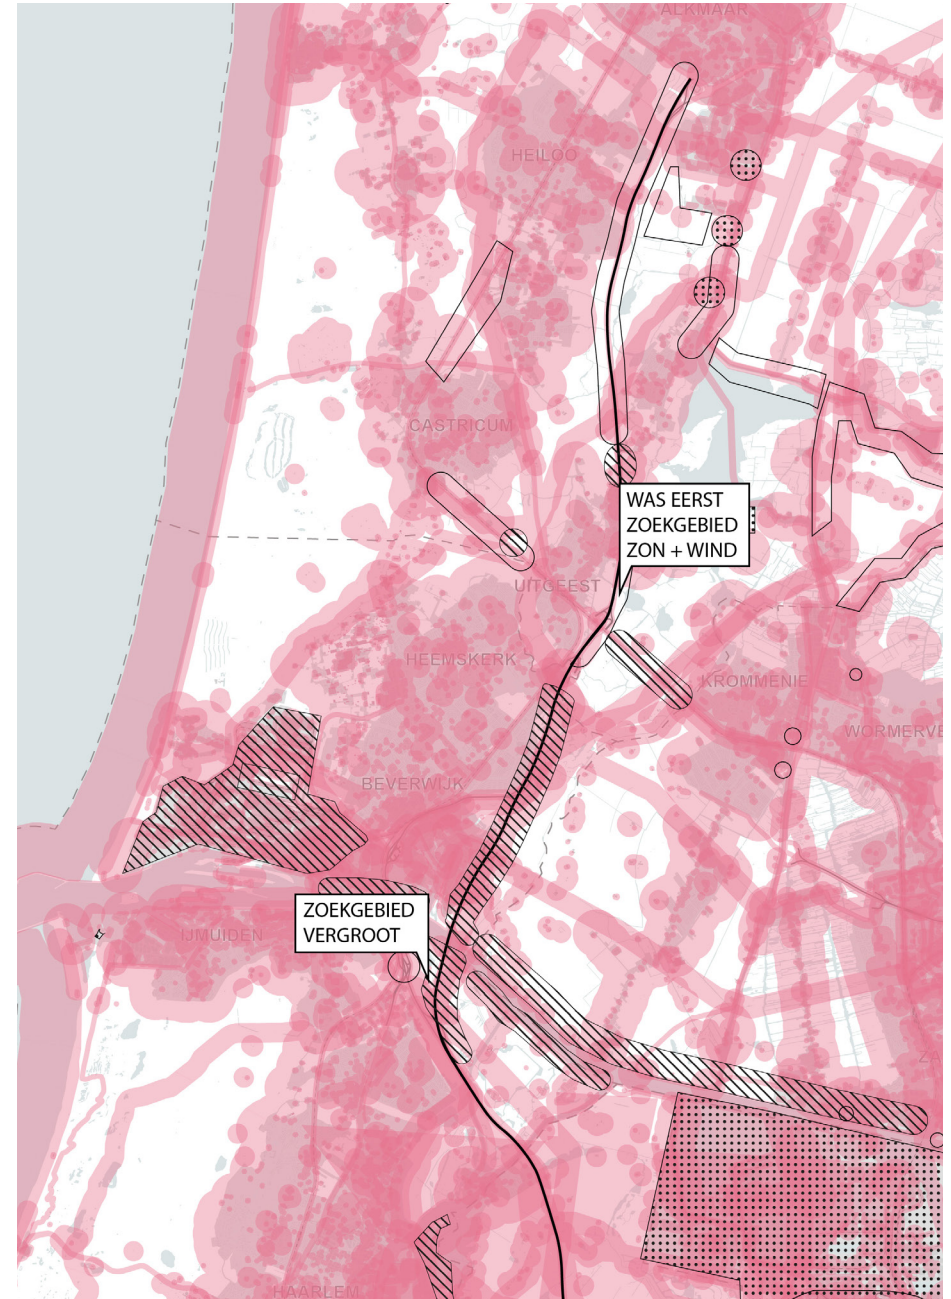 ALKMAAR
HEILOO
CASTRICUM
WAS EERST
ZOEKGEBIED
ZON + WIND
UITGEEST
HEEMSKERK
KROMMENIE
WORMERVE
BEVERWIJK
ZOEKGEBIED
VERGROOT
IJMUIDEN
HAARLEM